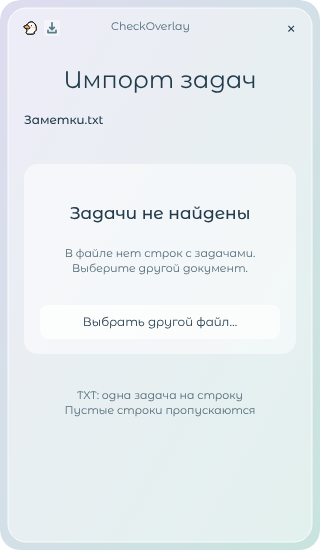 CheckOverlay
×
Импорт задач
Заметки.txt
Задачи не найдены
В файле нет строк с задачами.
Выберите другой документ.
Выбрать другой файл...
TXT: одна задача на строку
Пустые строки пропускаются